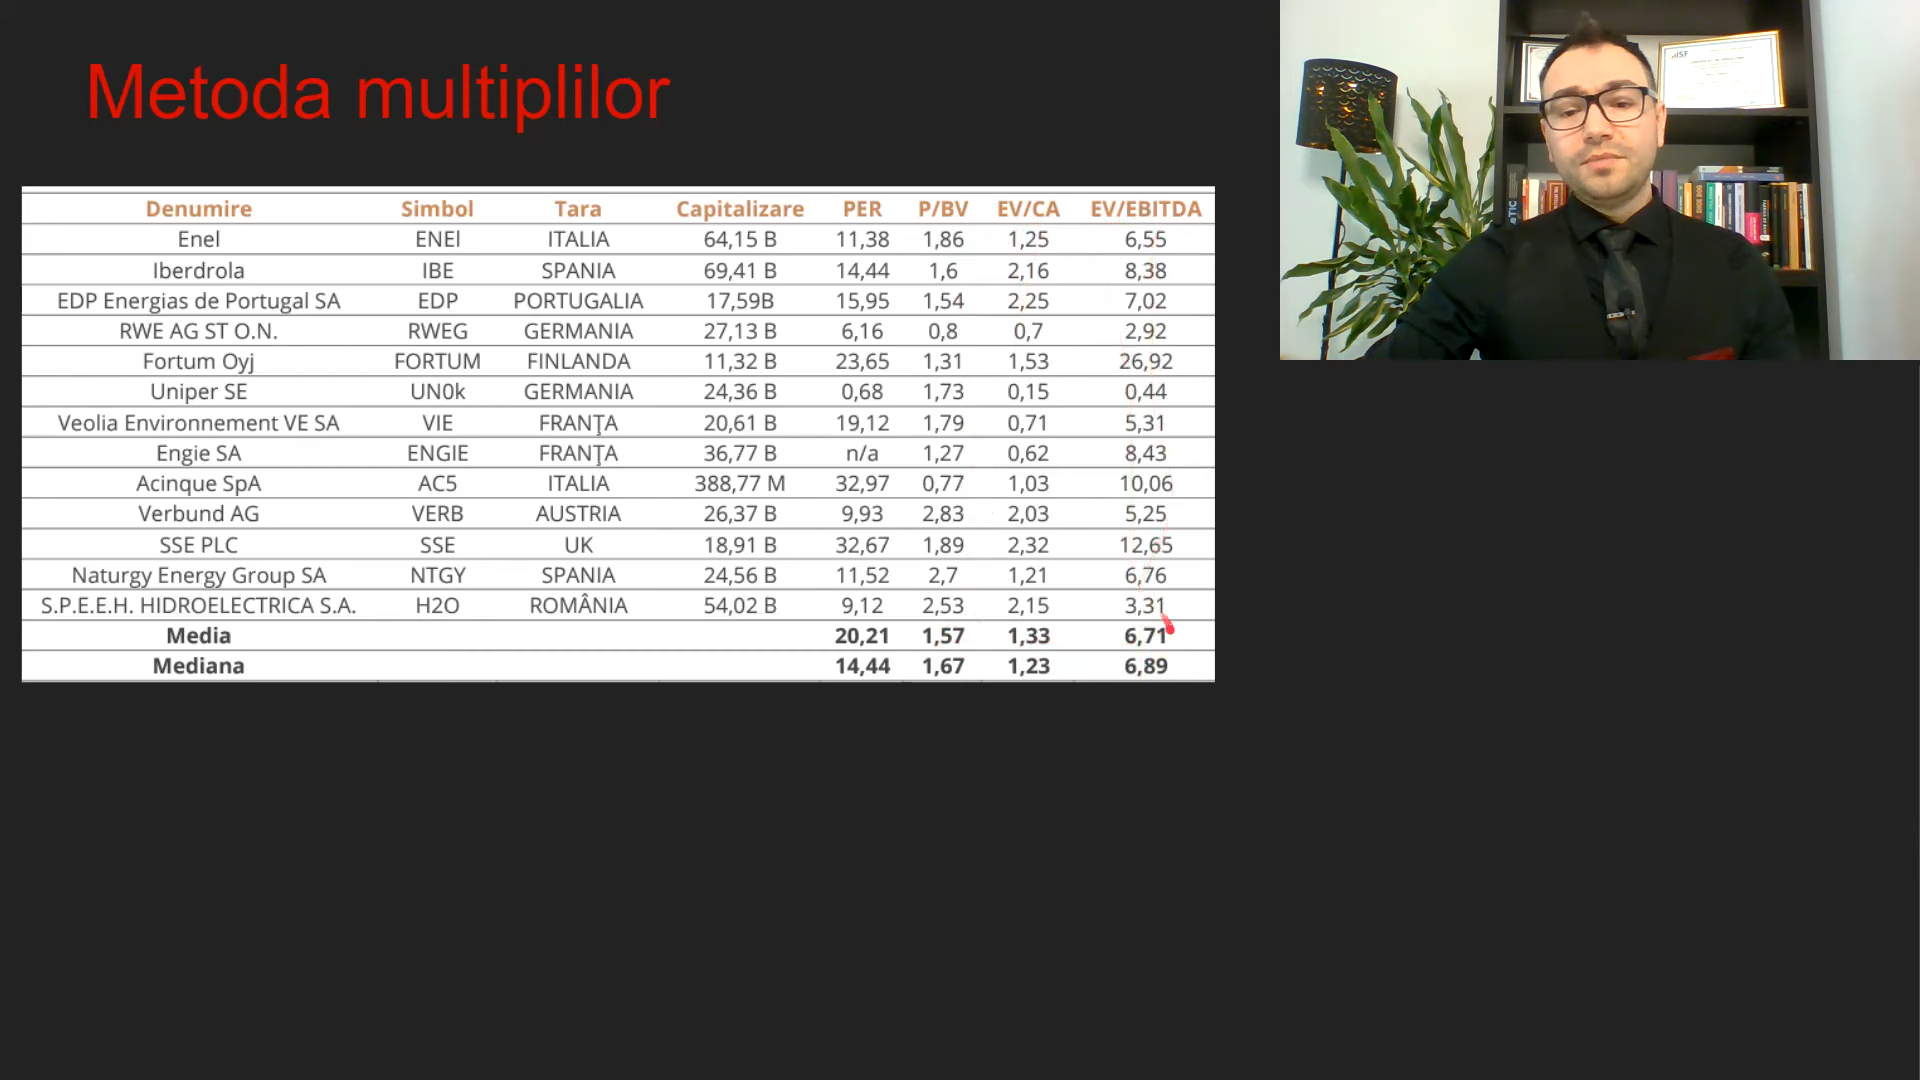 Metoda multiplilor
Denumire Simbol Tara Capitalizare PER P/BV EV/CA EV/EBITDA
Enel ENEI ITALIA 64,15 B 11,38 1,86 1,25 6,55
Iberdrola IBE SPANIA 69,41 B 14,44 1,6 2,16 8,38
EDP Energias de Portugal SA EDP PORTUGALIA 17,59B 15,95 1,54 2,25 7,02
RWE AG ST O.N. RWEG GERMANIA 27,13 B 6,16 0,8 0,7 2,92
Fortum Oyj FORTUM FINLANDA 11,32 B 23,65 1,31 1,53 26,92
Uniper SE UN0k GERMANIA 24,36 B 0,68 1,73 0,15 0,44
Veolia Environnement VE SA VIE FRANȚA 20,61 B 19,12 1,79 0,71 5,31
Engie SA ENGIE FRANȚA 36,77 B n/a 1,27 0,62 8,43
Acinque SpA AC5 ITALIA 388,77 M 32,97 0,77 1,03 10,06
Verbund AG VERB AUSTRIA 26,37 B 9,93 2,83 2,03 5,25
SSE PLC SSE UK 18,91 B 32,67 1,89 2,32 12,65
Naturgy Energy Group SA NTGY SPANIA 24,56 B 11,52 2,7 1,21 6,76
S.P.E.E.H. HIDROELECTRICA S.A. H2O ROMÂNIA 54,02 B 9,12 2,53 2,15 3,31
Media 20,21 1,57 1,33 6,71
Mediana 14,44 1,67 1,23 6,89
ISF